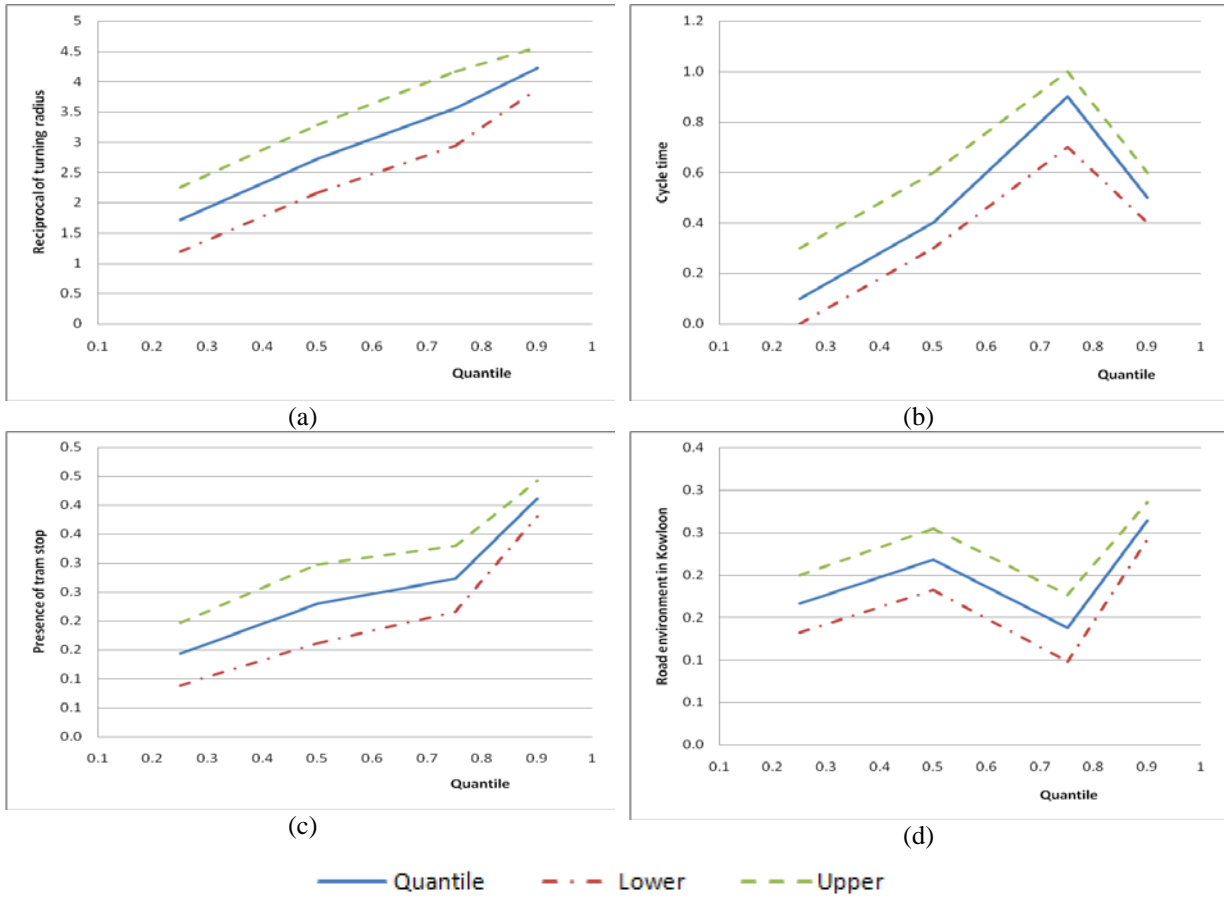 5
4.5
4
3.5
3
2.5
2
1.5
1
0.5
0
Reciprocal of turning radius
0.1 0.2 0.3 0.4 0.5 0.6 0.7 0.8 0.9 1
Quantile
(a)
1.2
1.0
0.8
0.6
0.4
0.2
0.0
Cycle time
0.1 0.2 0.3 0.4 0.5 0.6 0.7 0.8 0.9 1
Quantile
(b)
0.5
0.5
0.4
0.4
0.3
0.3
0.2
0.2
0.1
0.1
0.0
Presence of tram stop
0.1 0.2 0.3 0.4 0.5 0.6 0.7 0.8 0.9 1
Quantile
(c)
0.4
0.3
0.3
0.2
0.2
0.1
0.1
0.0
Road environment in Kowloon
0.1 0.2 0.3 0.4 0.5 0.6 0.7 0.8 0.9 1
Quantile
(d)
Quantile Lower Upper